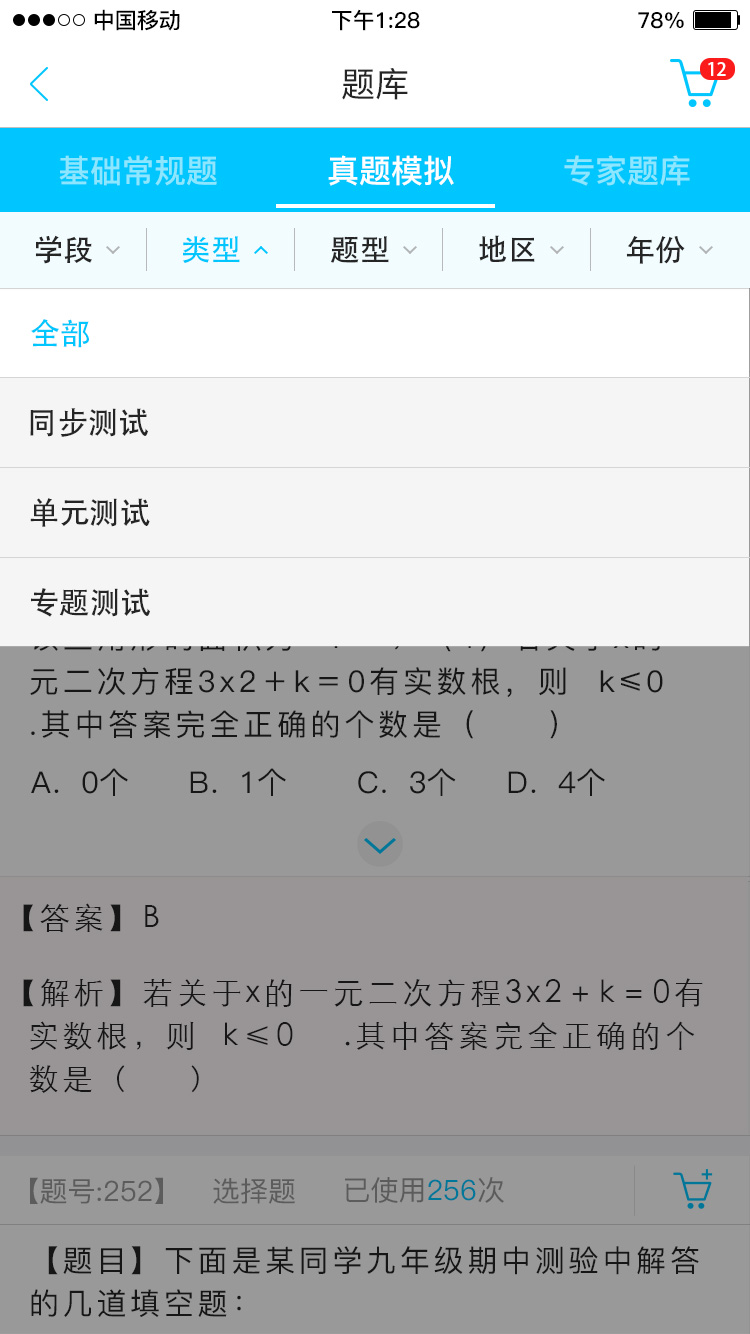 中国移动 下午1:28 78%
题库 12
基础常规题 真题模拟 专家题库
学段 类型 题型 地区 年份
全部
同步测试
单元测试
专题测试
元二次方程3x2+k=0有实数根，则 k≤0
.其中答案完全正确的个数是（ ）
A. 0个 B. 1个 C. 3个 D. 4个
【答案】B
【解析】若关于x的一元二次方程3x2+k=0有
实数根，则 k≤0 .其中答案完全正确的个
数是（ ）
【题号:252】 选择题 已使用256次
【题目】下面是某同学九年级期中测验中解答
的几道填空题：